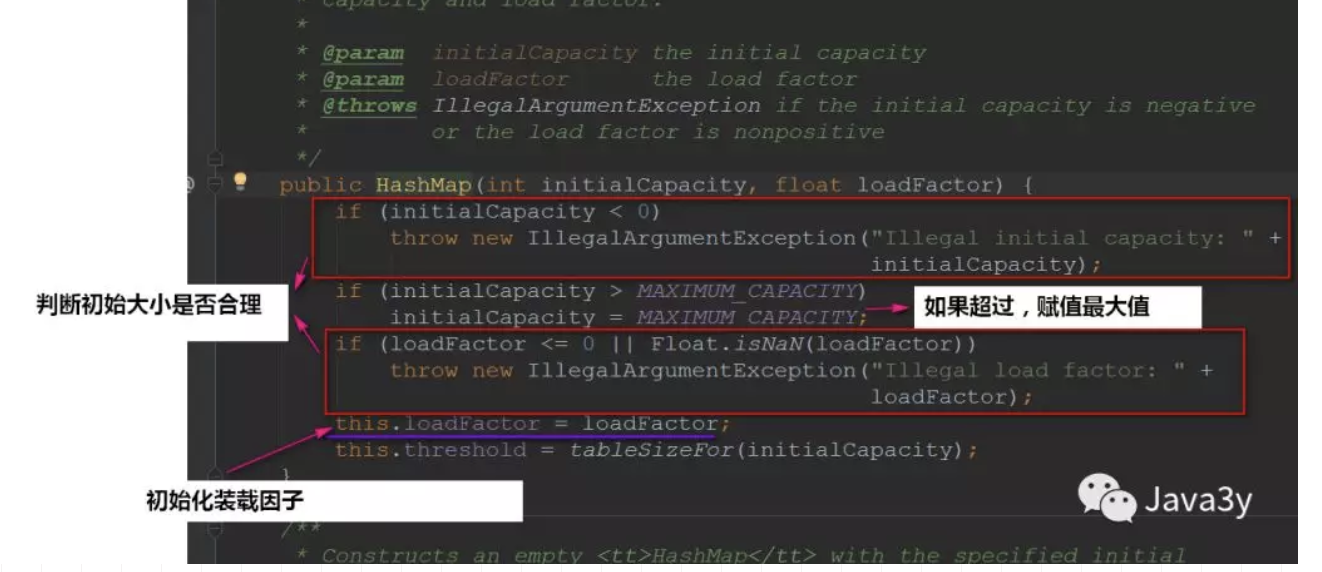 * capacity and load factor.
*
* @param initialCapacity the initial capacity
* @param loadFactor the load factor
* @throws IllegalArgumentException if the initial capacity is negative
* or the load factor is nonpositive
*/
public HashMap(int initialCapacity, float loadFactor) {
if (initialCapacity < 0)
throw new IllegalArgumentException("Illegal initial capacity: " +
initialCapacity);
判断初始大小是否合理
if (initialCapacity > MAXIMUM_CAPACITY)
initialCapacity = MAXIMUM_CAPACITY;
如果超过，赋值最大值
if (loadFactor <= 0 || Float.isNaN(loadFactor))
throw new IllegalArgumentException("Illegal load factor: " +
loadFactor);
this.loadFactor = loadFactor;
this.threshold = tableSizeFor(initialCapacity);
}
初始化装载因子
Java3y
/**
* Constructs an empty <tt>HashMap</tt> with the specified initial